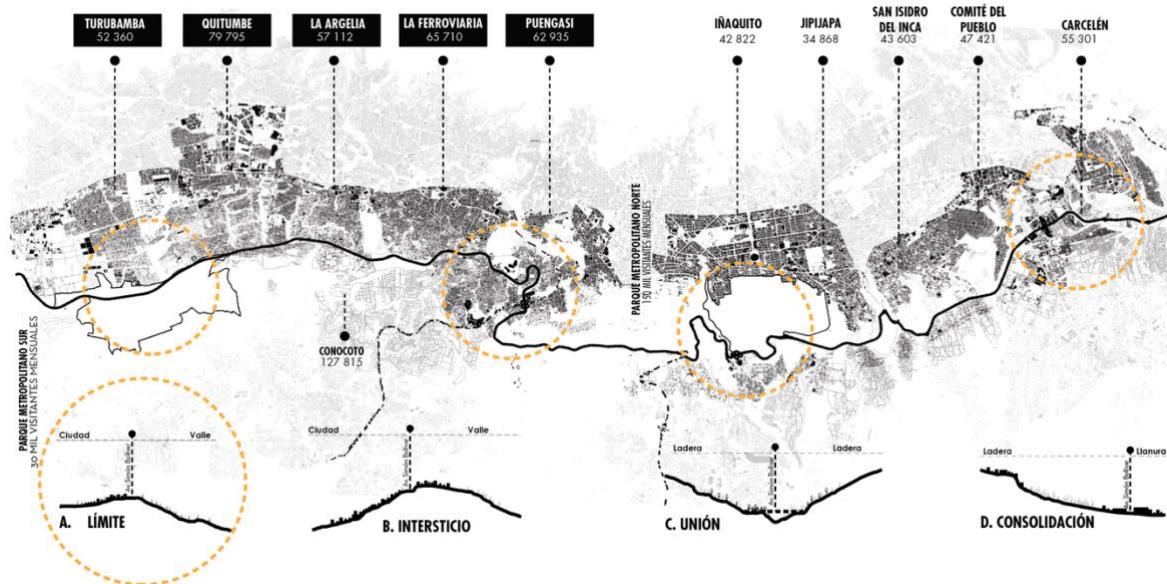 TURUBAMBA
52 360
QUITUMBE
79 795
LA ARGELIA
57 112
LA FERROVIARIA
65 710
PUENGASI
62 935
IÑAQUITO
42 822
JIPIJAPA
34 868
SAN ISIDRO
DEL INCA
43 603
COMITÉ DEL
PUEBLO
47 421
CARCELÉN
55 301
PARQUE METROPOLITANO NORTE
150 MIL VISITANTES MENSUALES
CONOCOTO
127 815
PARQUE METROPOLITANO SUR
30 MIL VISITANTES MENSUALES
Ciudad
Valle
A. LÍMITE
Ciudad
Valle
B. INTERSTICIO
Ladera
Ladera
C. UNIÓN
Ladera
Llanura
D. CONSOLIDACIÓN